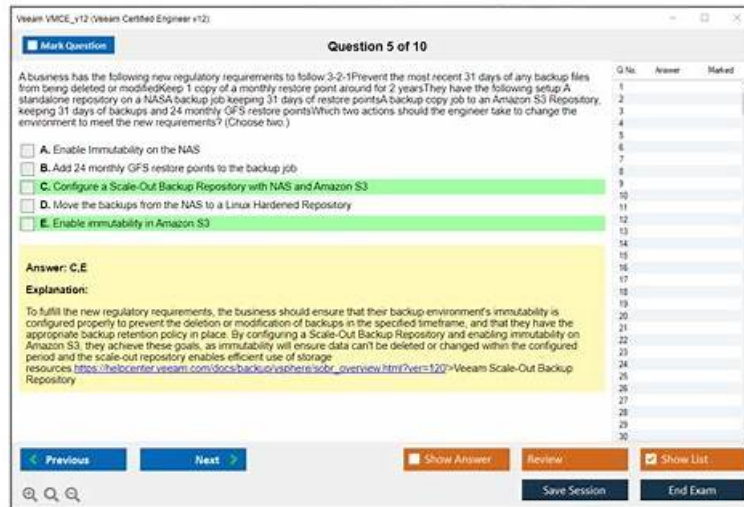 Veeam VMCE_v12 (Veeam Certified Engineer v12)
Mark Question
Question 5 of 10
A business has the following new regulatory requirements to follow 3-2-1Prevent the most recent 31 days of any backup files
from being deleted or modifiedKeep 1 copy of a monthly restore point around for 2 yearsThey have the following setup:A
standalone repository on a NASA backup job keeping 31 days of restore pointsA backup copy job to an Amazon S3 Repository,
keeping 31 days of backups and 24 monthly GFS restore pointsWhich two actions should the engineer take to change the
environment to meet the new requirements? (Choose two.)
A. Enable Immutability on the NAS
B. Add 24 monthly GFS restore points to the backup job
C. Configure a Scale-Out Backup Repository with NAS and Amazon S3
D. Move the backups from the NAS to a Linux Hardened Repository
E. Enable immutability in Amazon S3
Answer: C,E
Explanation:
To fulfill the new regulatory requirements, the business should ensure that their backup environment's immutability is
configured properly to prevent the deletion or modification of backups in the specified timeframe, and that they have the
appropriate backup retention policy in place. By configuring a Scale-Out Backup Repository and enabling immutability on
Amazon S3, they achieve these goals, as immutability will ensure data can't be deleted or changed within the configured
period and the scale-out repository enables efficient use of storage
resources.https://helpcenter.veeam.com/docs/backup/vsphere/sobr_overview.html?ver=120'>Veeam Scale-Out Backup
Repository
Q No. Answer Marked
1
2
3
4
5
6
7
8
9
10
11
12
13
14
15
16
17
18
19
20
21
22
23
24
25
26
27
28
29
30
Previous
Next
Show Answer
Review
Show List
Save Session
End Exam